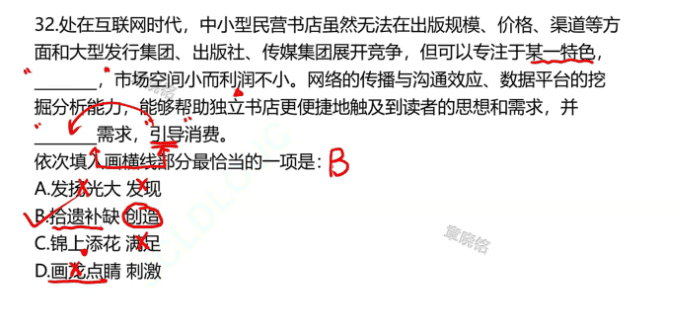 32.处在互联网时代，中小型民营书店虽然无法在出版规模、价格、渠道等方
面和大型发行集团、出版社、传媒集团展开竞争，但可以专注于某一特色，
________，市场空间小而利润不小。网络的传播与沟通效应、数据平台的挖
掘分析能力，能够帮助独立书店更便捷地触及到读者的思想和需求，并
________需求，引导消费。
依次填入画横线部分最恰当的一项是：B
A.发扬光大 发现
B.拾遗补缺 创造
C.锦上添花 满足
D.画龙点睛 刺激
章晓铭